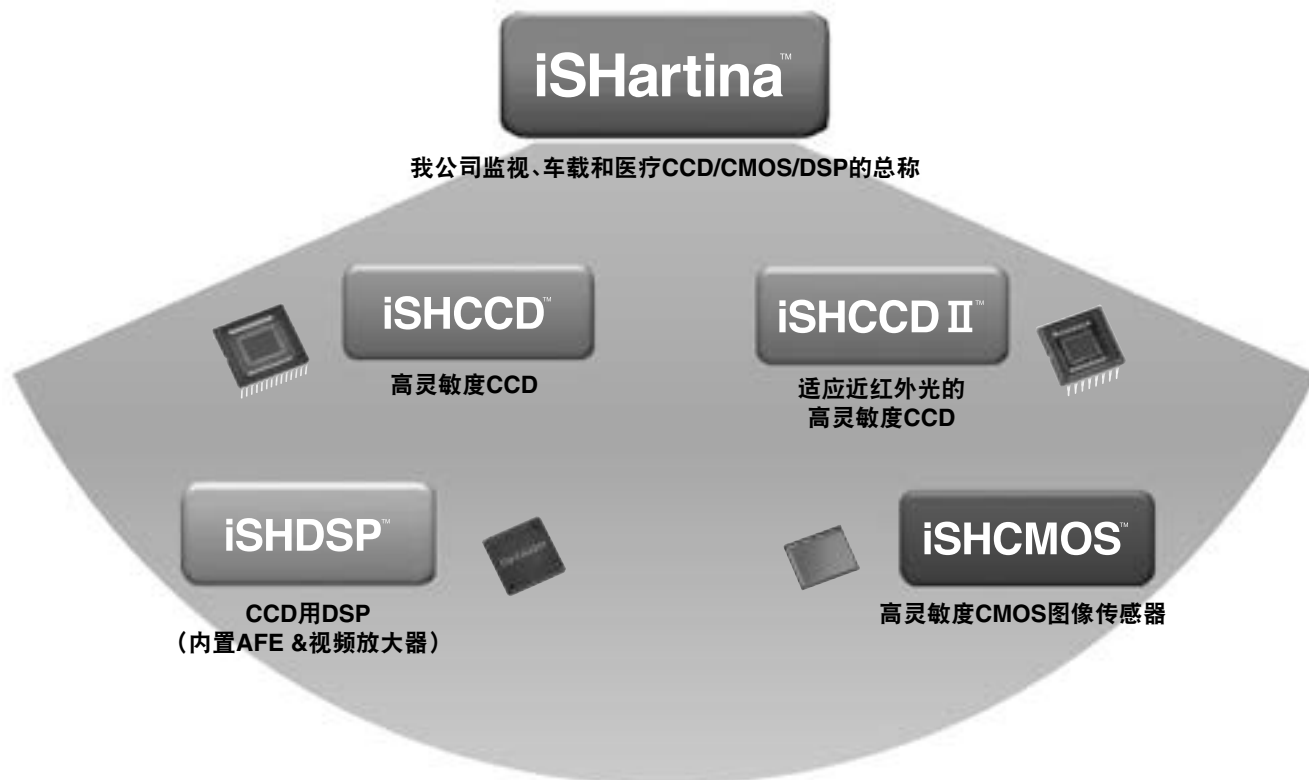 iSHartina™
我公司监视、车载和医疗CCD/CMOS/DSP的总称
iSHCCD™
高灵敏度CCD
iSHCCD II™
适应近红外光的
高灵敏度CCD
iSHDSP™
CCD用DSP
（内置AFE &视频放大器）
iSHCMOS™
高灵敏度CMOS图像传感器